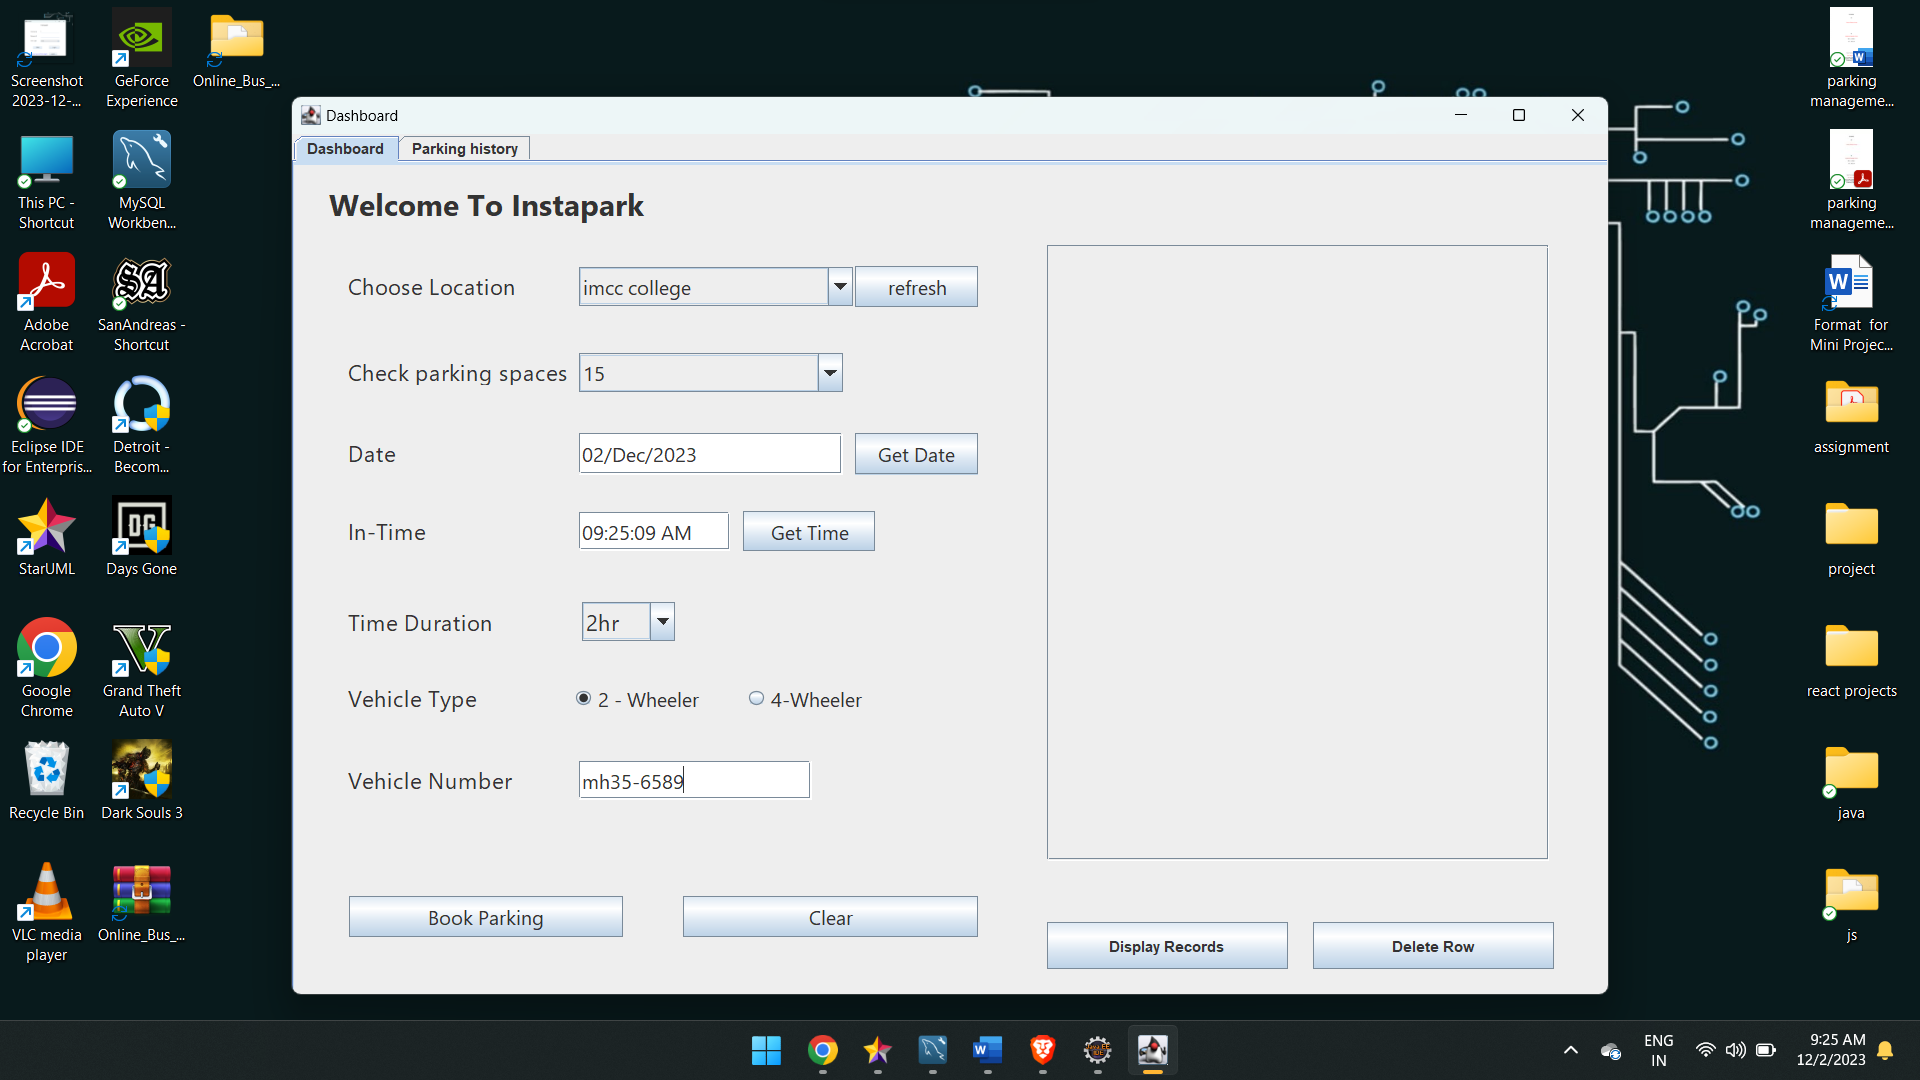 Screenshot
2023-12-...
GeForce
Experience
Online_Bus_...
This PC -
Shortcut
MySQL
Workben...
Adobe
Acrobat
SanAndreas -
Shortcut
Eclipse IDE
for Enterpris...
Detroit -
Becom...
StarUML
Days Gone
Google
Chrome
Grand Theft
Auto V
Recycle Bin
Dark Souls 3
VLC media
player
Online_Bus_...
Dashboard
Dashboard
Parking history
Welcome To Instapark
Choose Location
imcc college
refresh
Check parking spaces
15
Date
02/Dec/2023
Get Date
In-Time
09:25:09 AM
Get Time
Time Duration
2hr
Vehicle Type
2 - Wheeler
4-Wheeler
Vehicle Number
mh35-6589
Book Parking
Clear
Display Records
Delete Row
parking
manageme...
parking
manageme...
Format for
Mini Projec...
assignment
project
react projects
java
js
ENG
IN
9:25 AM
12/2/2023